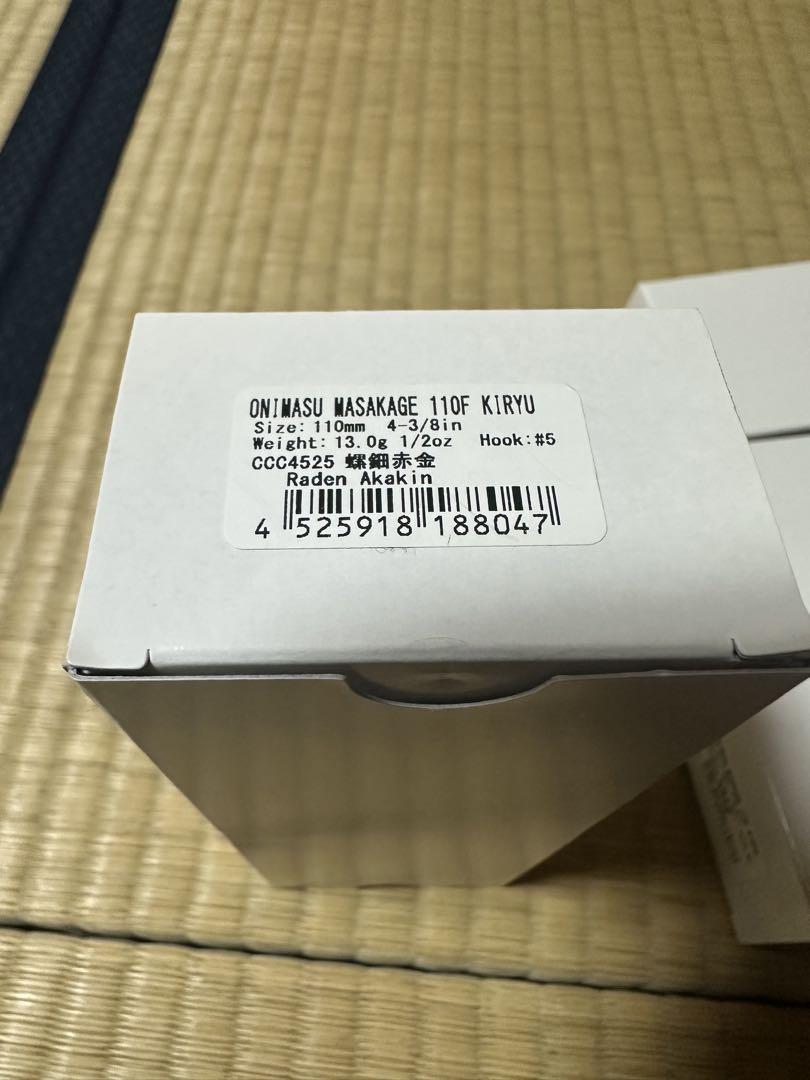 ONIMASU MASAKAGE 110F KIRYU
Size: 110mm 4-3/8in
Weight: 13.0g 1/2oz Hook:#5
CCC4525 螺鈿赤金
Raden Akakin
4 525918 188047